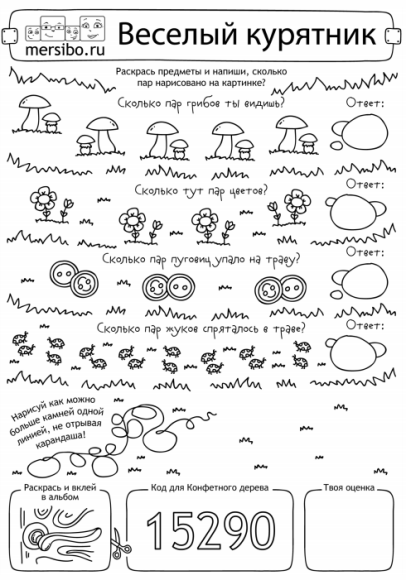 mersibo.ru
Веселый курятник
Раскрась предметы и напиши, сколько
пар нарисовано на картинке?
Сколько пар грибов ты видишь?
Ответ:
Сколько тут пар цветов?
Ответ:
Сколько пар пуговиц упало на траву?
Ответ:
Сколько пар жуков спряталось в траве?
Ответ:
Нарисуй как можно
больше камней одной
линией, не отрывая
карандаша!
Раскрась и вклей
в альбом
Код для Конфетного дерева
15290
Твоя оценка